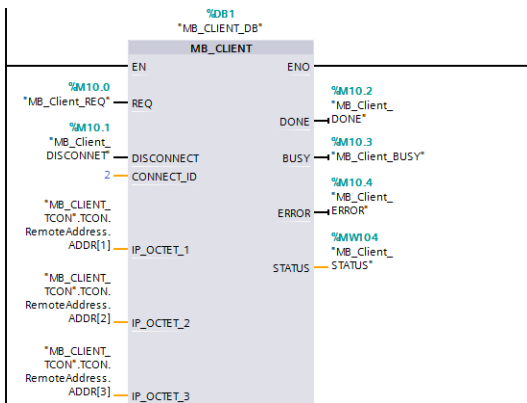 %DB1
"MB_CLIENT_DB"
MB_CLIENT
EN
ENO
%M10.0
"MB_Client_REQ"
REQ
%M10.2
"MB_Client_
DONE"
DONE
%M10.1
"MB_Client_
DISCONNET"
DISCONNECT
%M10.3
"MB_Client_BUSY"
BUSY
2
CONNECT_ID
%M10.4
"MB_Client_
ERROR"
ERROR
"MB_CLIENT_
TCON".TCON.
RemoteAddress.
ADDR[1]
IP_OCTET_1
%MW104
"MB_Client_
STATUS"
STATUS
"MB_CLIENT_
TCON".TCON.
RemoteAddress.
ADDR[2]
IP_OCTET_2
"MB_CLIENT_
TCON".TCON.
RemoteAddress.
ADDR[3]
IP_OCTET_3